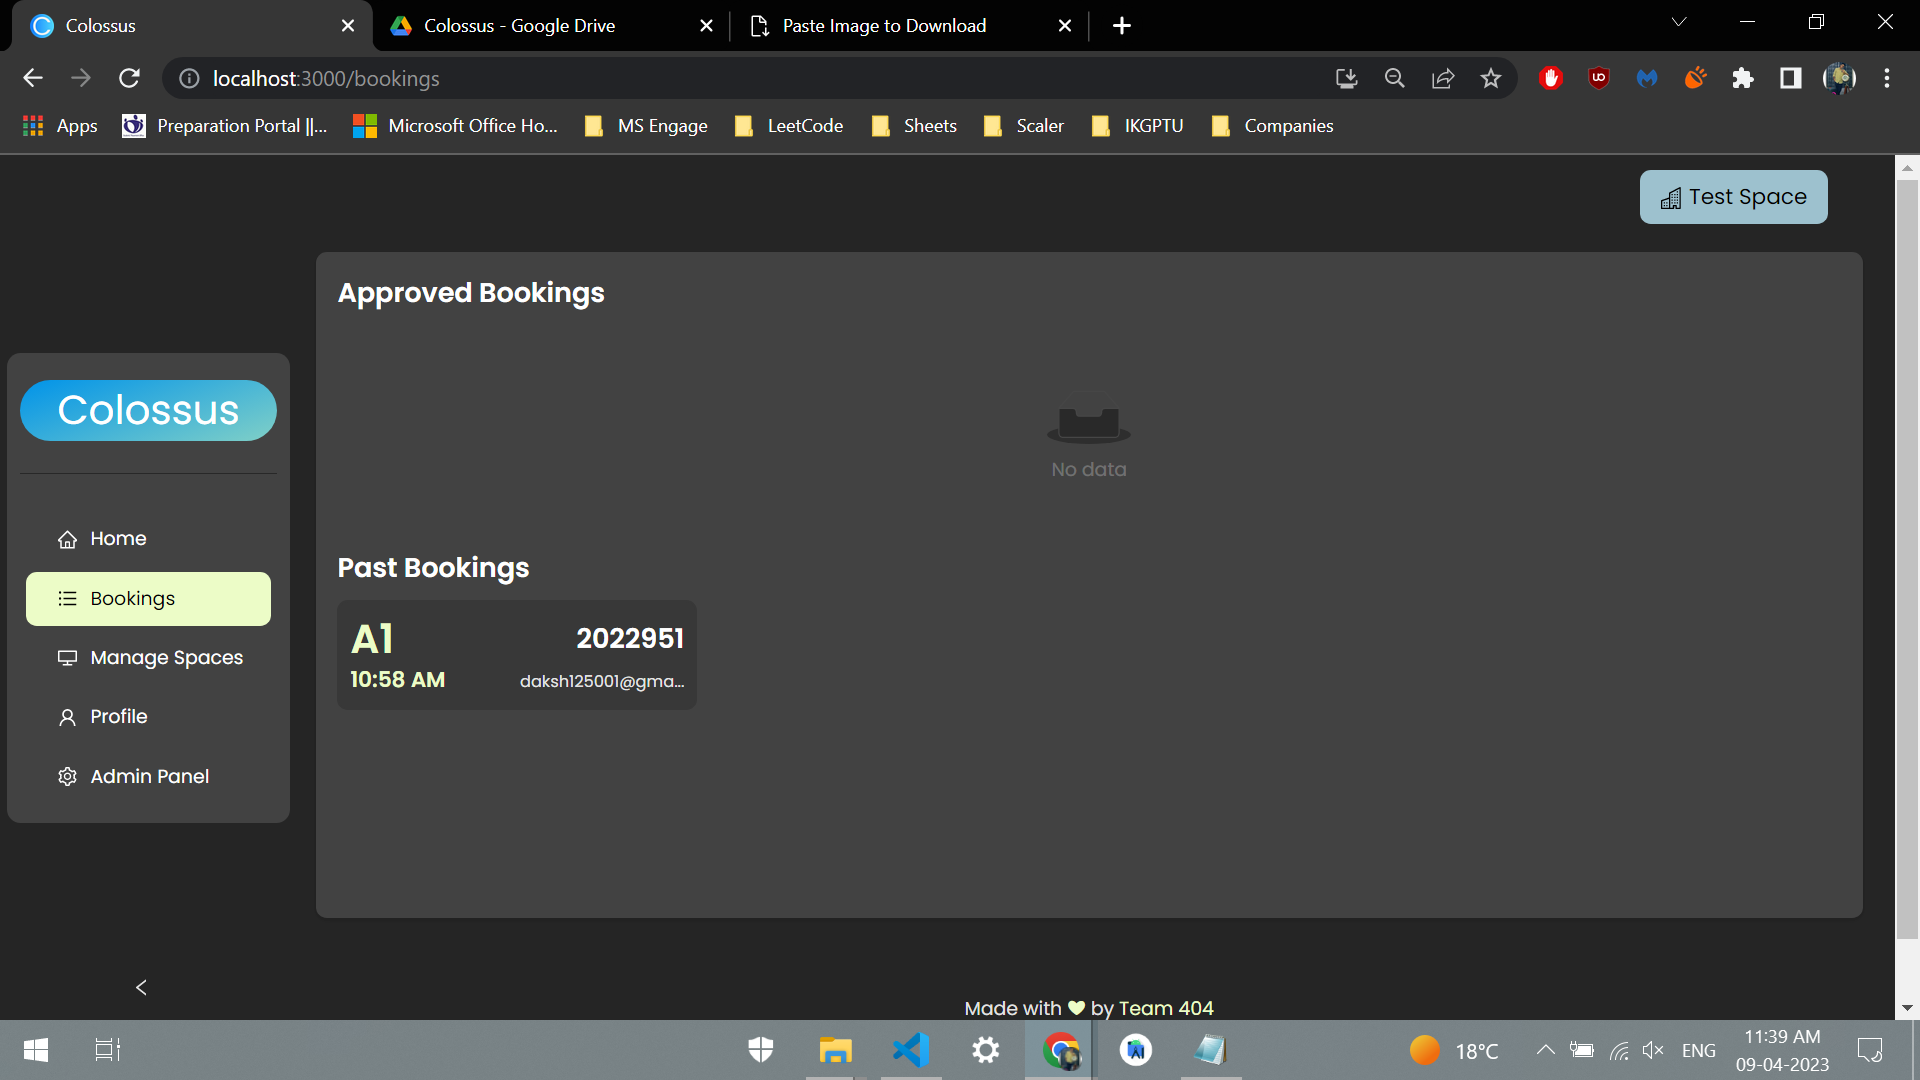 Colossus
Colossus - Google Drive
Paste Image to Download
localhost:3000/bookings
Apps
Preparation Portal ||...
Microsoft Office Ho...
MS Engage
LeetCode
Sheets
Scaler
IKGPTU
Companies
Test Space
Approved Bookings
No data
Colossus
Home
Bookings
Manage Spaces
Profile
Admin Panel
Past Bookings
A1
2022951
10:58 AM
daksh125001@gma...
Made with ♥ by Team 404
18°C
ENG
11:39 AM
09-04-2023